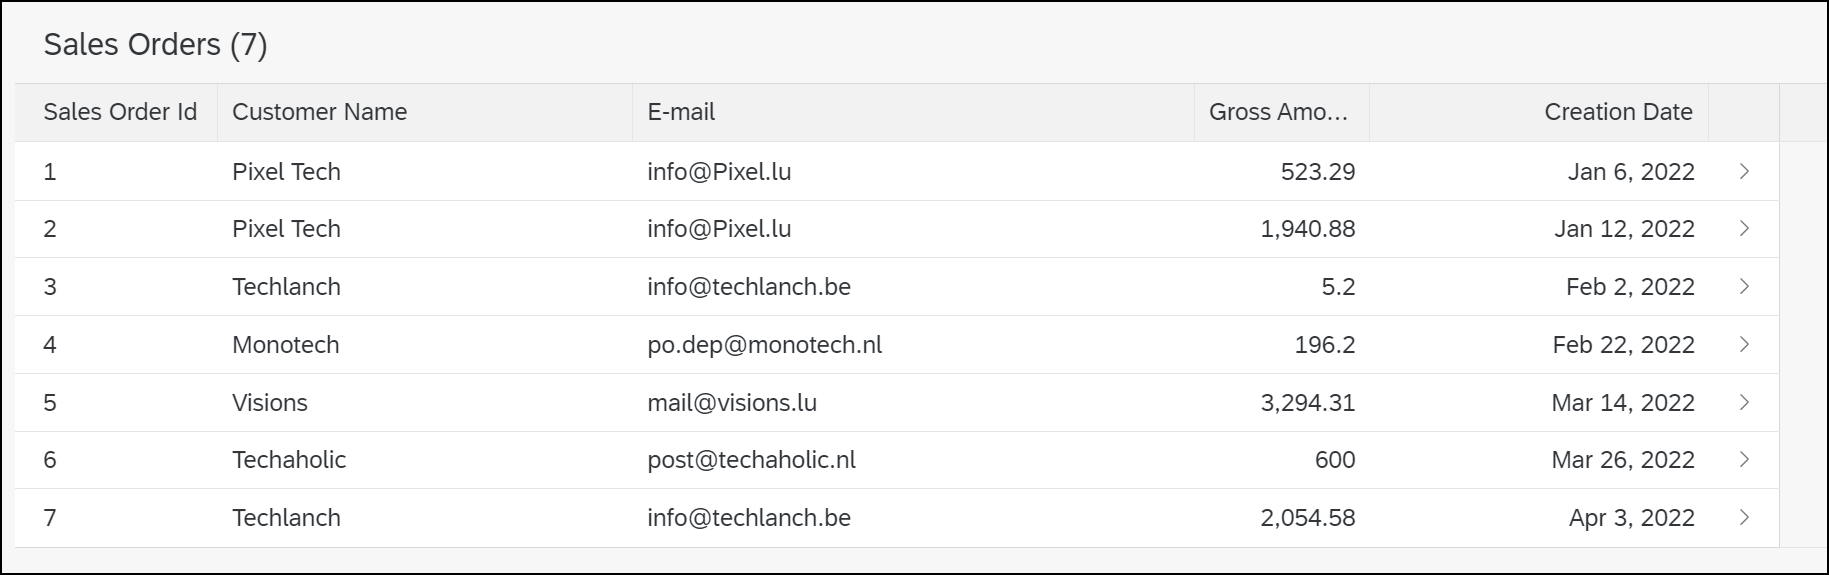 Sales Orders (7)
Sales Order Id Customer Name E-mail Gross Amo... Creation Date
1 Pixel Tech info@Pixel.lu 523.29 Jan 6, 2022
2 Pixel Tech info@Pixel.lu 1,940.88 Jan 12, 2022
3 Techlanch info@techlanch.be 5.2 Feb 2, 2022
4 Monotech po.dep@monotech.nl 196.2 Feb 22, 2022
5 Visions mail@visions.lu 3,294.31 Mar 14, 2022
6 Techaholic post@techaholic.nl 600 Mar 26, 2022
7 Techlanch info@techlanch.be 2,054.58 Apr 3, 2022